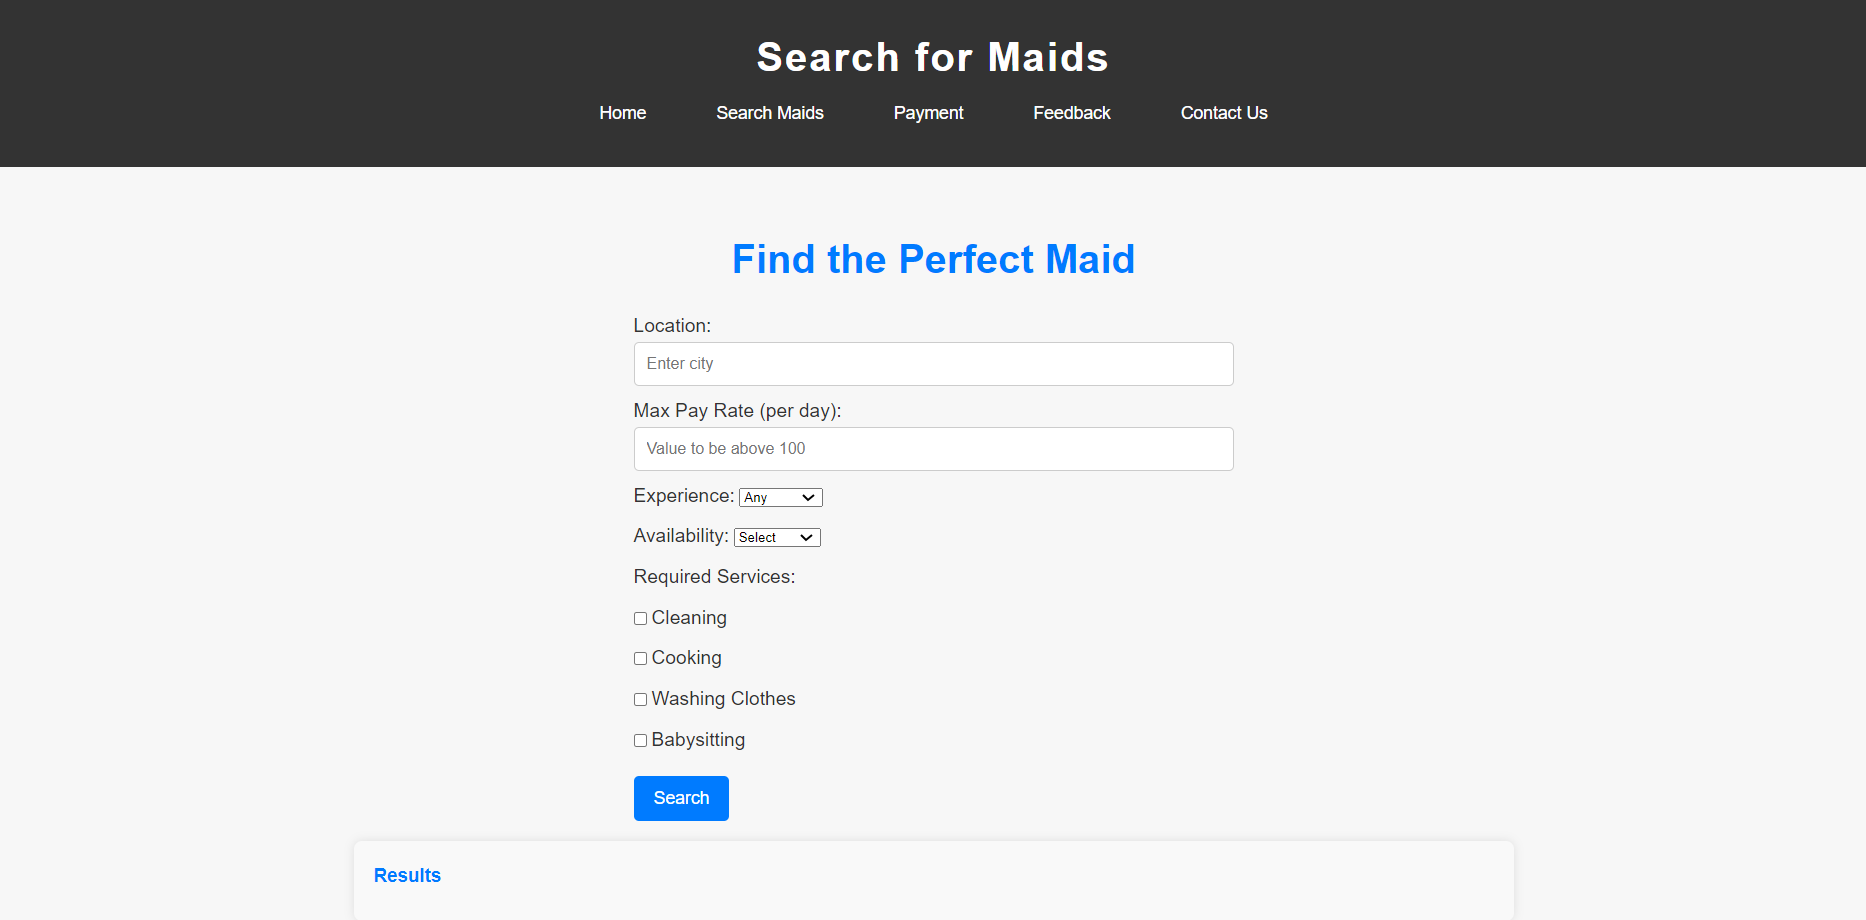 Search for Maids
Home Search Maids Payment Feedback Contact Us
Find the Perfect Maid
Location:
Enter city
Max Pay Rate (per day):
Value to be above 100
Experience: Any
Availability: Select
Required Services:
Cleaning
Cooking
Washing Clothes
Babysitting
Search
Results